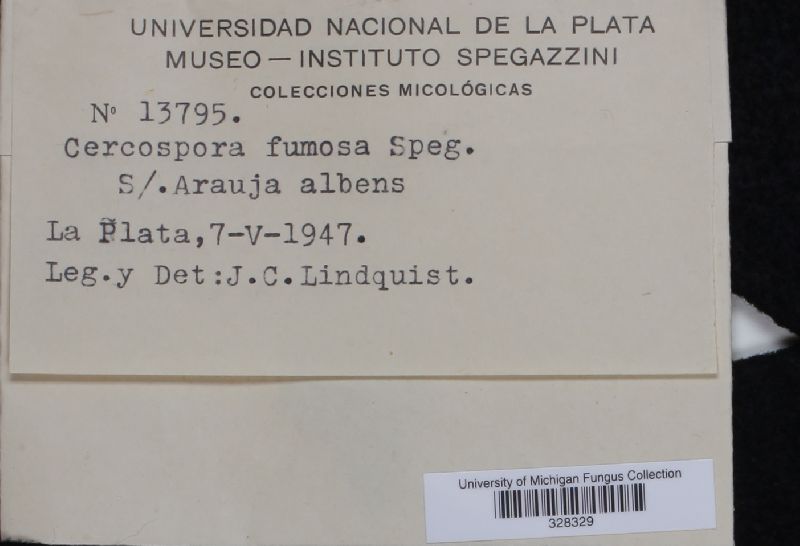 UNIVERSIDAD NACIONAL DE LA PLATA
MUSEO — INSTITUTO SPEGAZZINI
COLECCIONES MICOLÓGICAS
Nº 13795.
Cercospora fumosa Speg.
S/.Arauja albens
La Plata,7-V-1947.
Leg.y Det:J.C.Lindquist.
University of Michigan Fungus Collection
328329